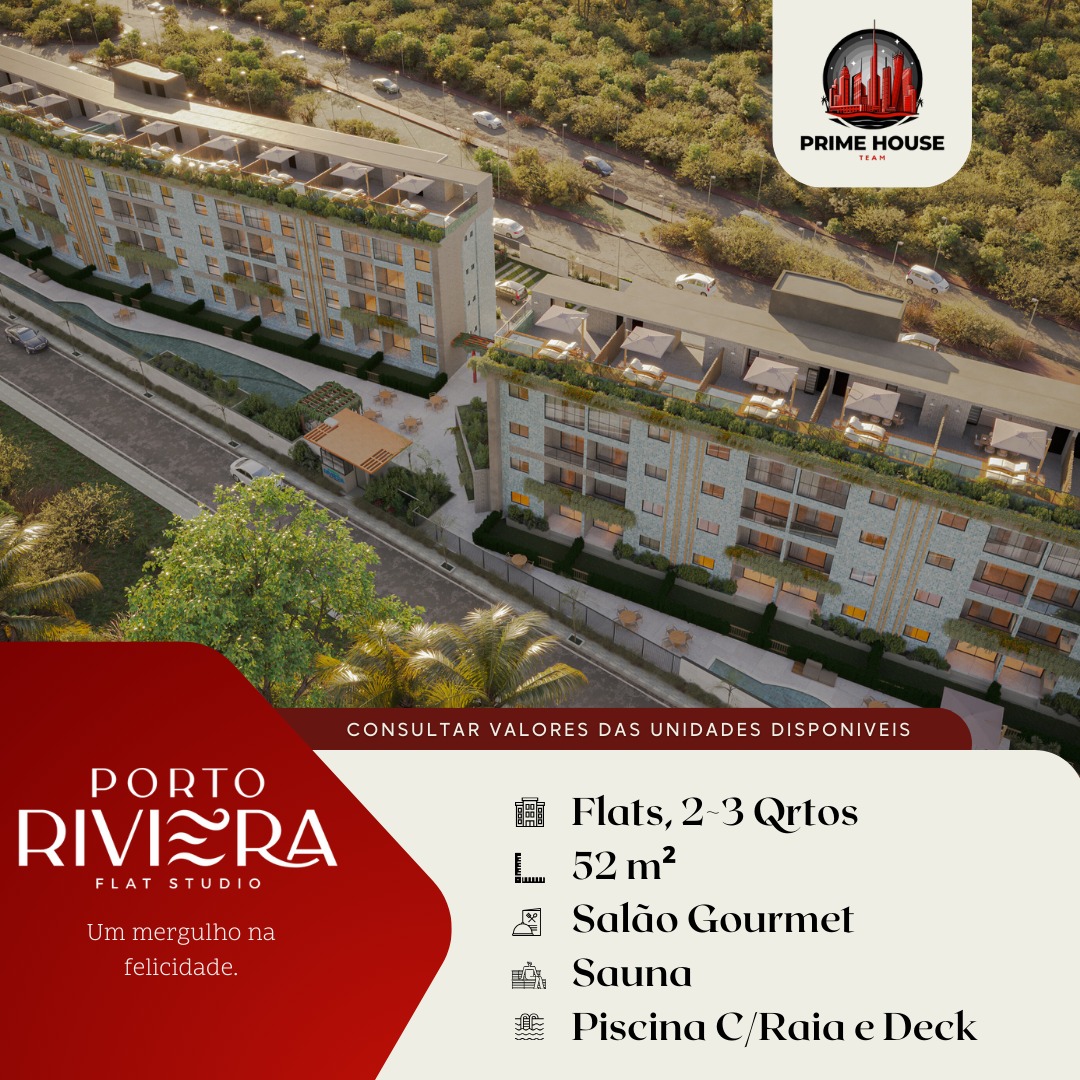 PRIME HOUSE
TEAM
CONSULTAR VALORES DAS UNIDADES DISPONIVEIS
PORTO
RIVIERA
FLAT STUDIO
Um mergulho na
felicidade.
Flats, 2-3 Qrtos
52 m²
Salão Gourmet
Sauna
Piscina C/Raia e Deck